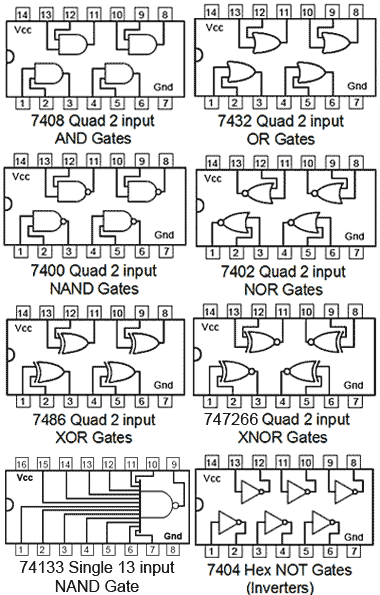 14 13 12 11 10 9 8
Vcc
Gnd
1 2 3 4 5 6 7
7408 Quad 2 input
AND Gates
14 13 12 11 10 9 8
Vcc
Gnd
1 2 3 4 5 6 7
7432 Quad 2 input
OR Gates
14 13 12 11 10 9 8
Vcc
Gnd
1 2 3 4 5 6 7
7400 Quad 2 input
NAND Gates
14 13 12 11 10 9 8
Vcc
Gnd
1 2 3 4 5 6 7
7402 Quad 2 input
NOR Gates
14 13 12 11 10 9 8
Vcc
Gnd
1 2 3 4 5 6 7
7486 Quad 2 input
XOR Gates
14 13 12 11 10 9 8
Vcc
Gnd
1 2 3 4 5 6 7
747266 Quad 2 input
XNOR Gates
16 15 14 13 12 11 10 9
Vcc
Gnd
1 2 3 4 5 6 7 8
74133 Single 13 input
NAND Gate
14 13 12 11 10 9 8
Vcc
Gnd
1 2 3 4 5 6 7
7404 Hex NOT Gates
(Inverters)